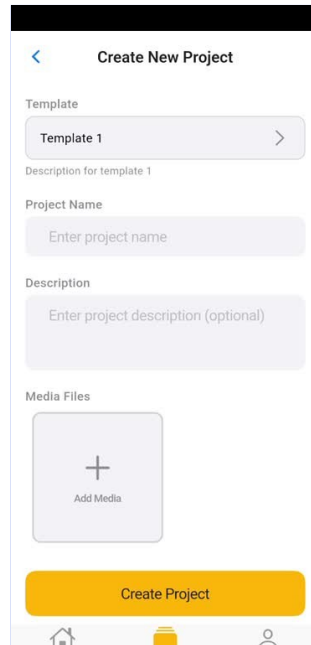 Create New Project
Template
Template 1
Description for template 1
Project Name
Enter project name
Description
Enter project description (optional)
Media Files
Add Media
Create Project